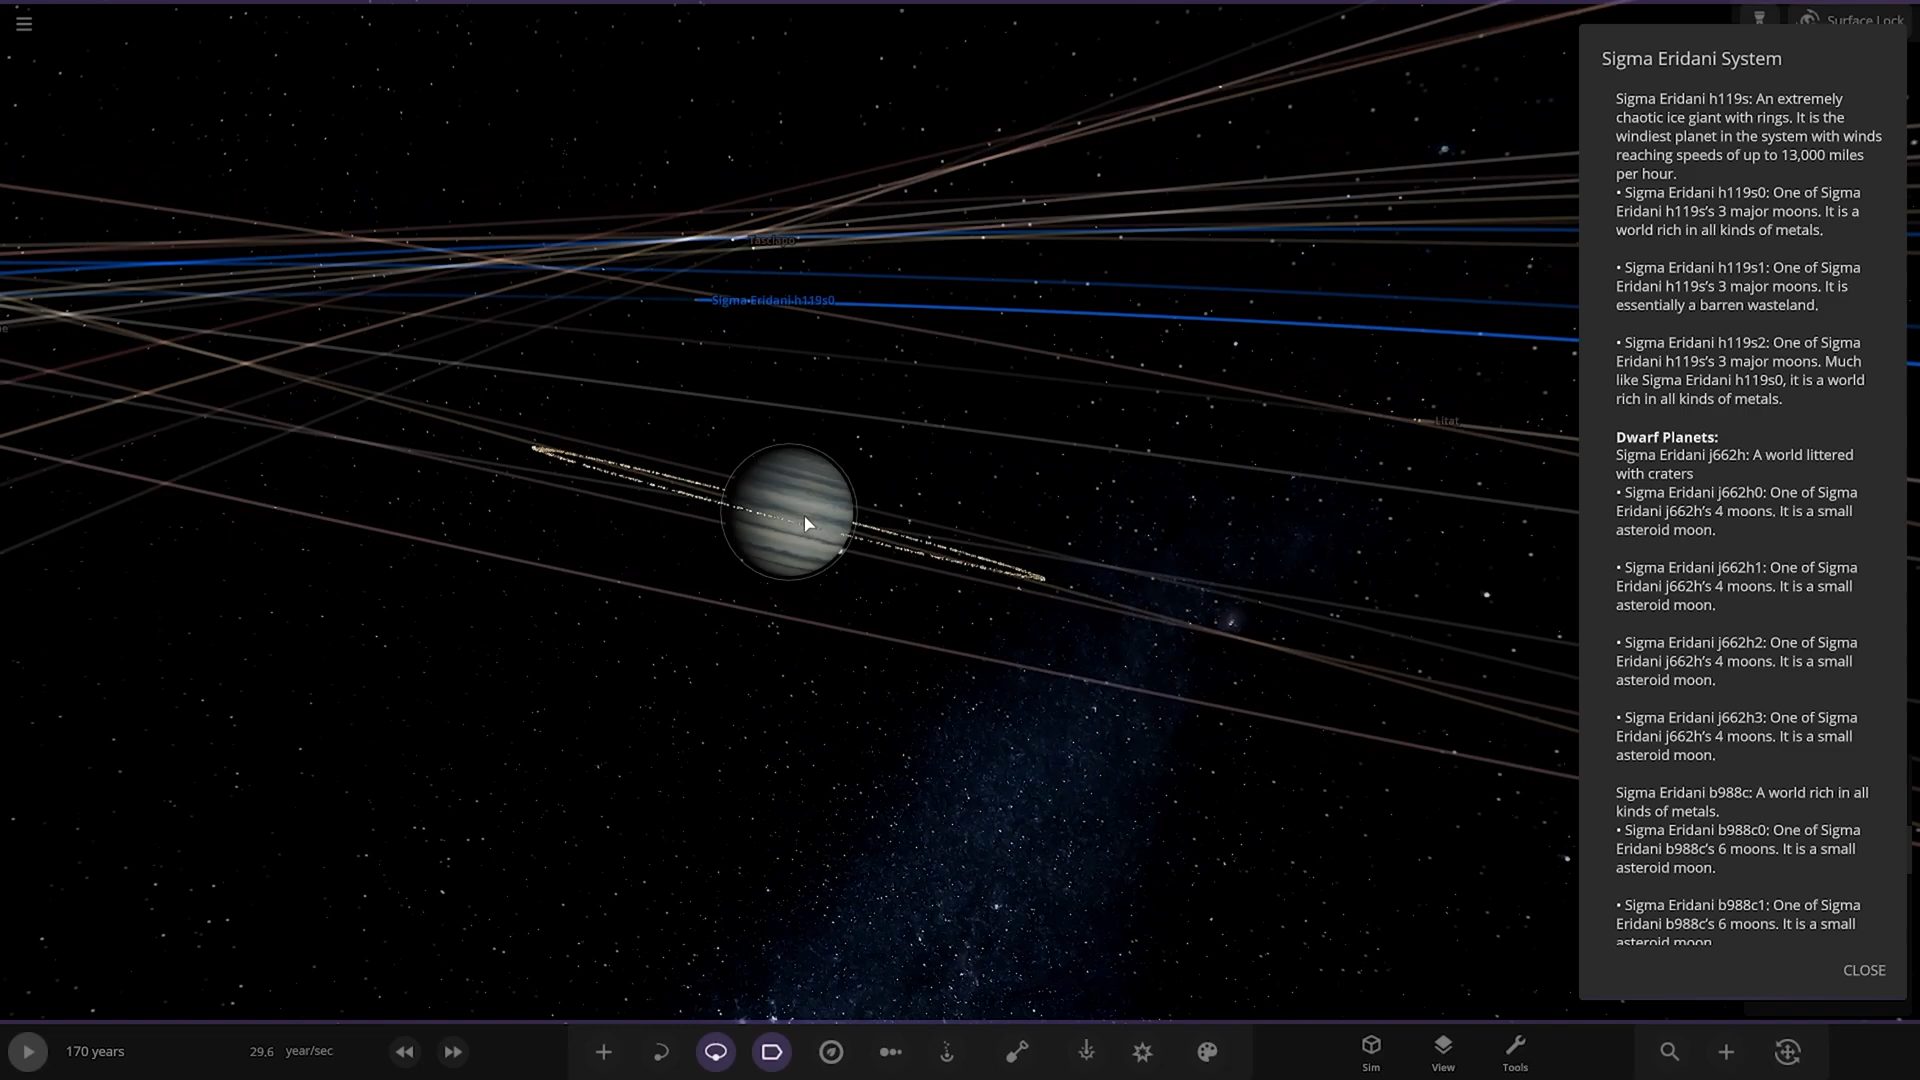 Surface Lock
Sigma Eridani System
Sigma Eridani h119s: An extremely
chaotic ice giant with rings. It is the
windiest planet in the system with winds
reaching speeds of up to 13,000 miles
per hour.
• Sigma Eridani h119s0: One of Sigma
Eridani h119s's 3 major moons. It is a
world rich in all kinds of metals.
• Sigma Eridani h119s1: One of Sigma
Eridani h119s's 3 major moons. It is
essentially a barren wasteland.
• Sigma Eridani h119s2: One of Sigma
Eridani h119s's 3 major moons. Much
like Sigma Eridani h119s0, it is a world
rich in all kinds of metals.
Dwarf Planets:
Sigma Eridani j662h: A world littered
with craters
• Sigma Eridani j662h0: One of Sigma
Eridani j662h's 4 moons. It is a small
asteroid moon.
• Sigma Eridani j662h1: One of Sigma
Eridani j662h's 4 moons. It is a small
asteroid moon.
• Sigma Eridani j662h2: One of Sigma
Eridani j662h's 4 moons. It is a small
asteroid moon.
• Sigma Eridani j662h3: One of Sigma
Eridani j662h's 4 moons. It is a small
asteroid moon.
Sigma Eridani b988c: A world rich in all
kinds of metals.
• Sigma Eridani b988c0: One of Sigma
Eridani b988c's 6 moons. It is a small
asteroid moon.
• Sigma Eridani b988c1: One of Sigma
Eridani b988c's 6 moons. It is a small
asteroid moon.
CLOSE
Sigma Eridani h119s0
Litat
170 years
29.6 year/sec
Sim
View
Tools